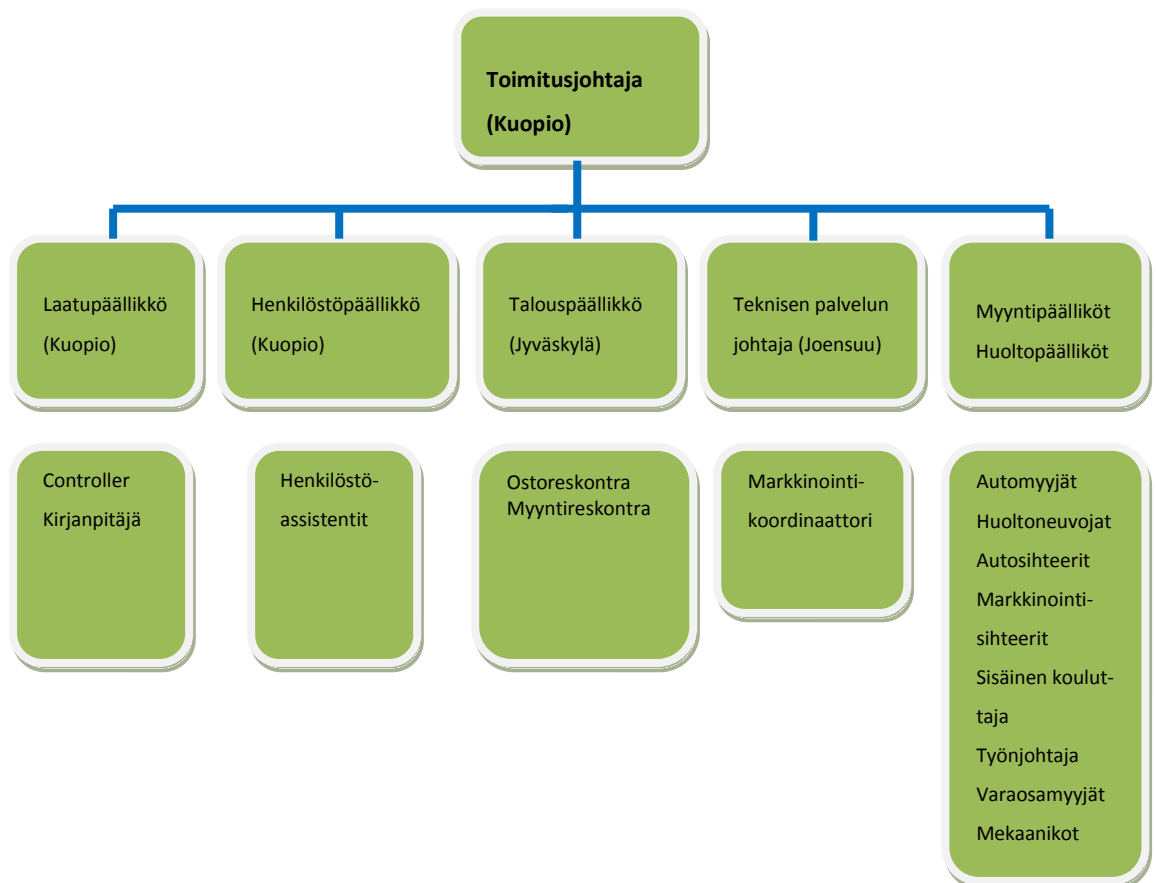 Toimitusjohtaja
(Kuopio)
Laatupäällikkö
(Kuopio)
Henkilöstöpäällikkö
(Kuopio)
Talouspäällikkö
(Jyväskylä)
Teknisen palvelun
johtaja (Joensuu)
Myyntipäälliköt
Huoltopäälliköt
Controller
Kirjanpitäjä
Henkilöstö-
assistentit
Ostoreskontra
Myyntireskontra
Markkinointi-
koordinaattori
Automyyjät
Huoltoneuvojat
Autosihteerit
Markkinointi-
sihteerit
Sisäinen koulut-
taja
Työnjohtaja
Varaosamyyjät
Mekaanikot